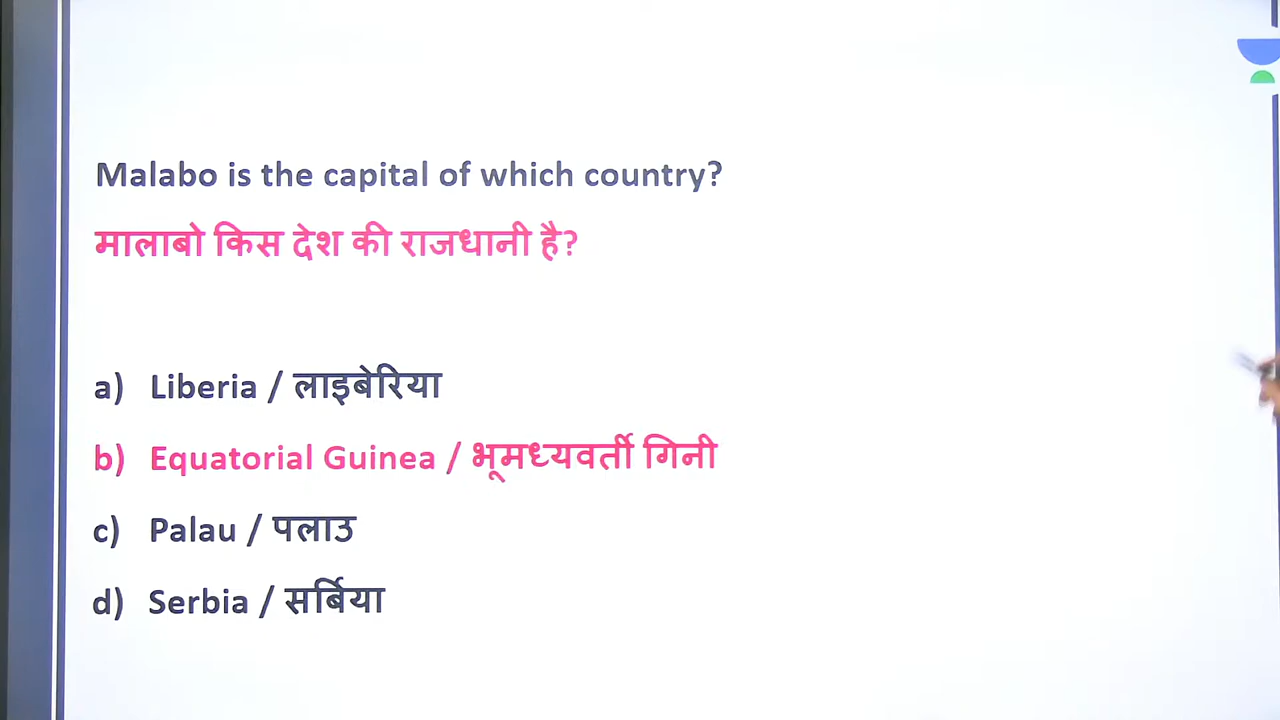 Malabo is the capital of which country?
मालाबो किस देश की राजधानी है?
a) Liberia / लाइबेरिया
b) Equatorial Guinea / भूमध्यवर्ती गिनी
c) Palau / पलाउ
d) Serbia / सर्बिया